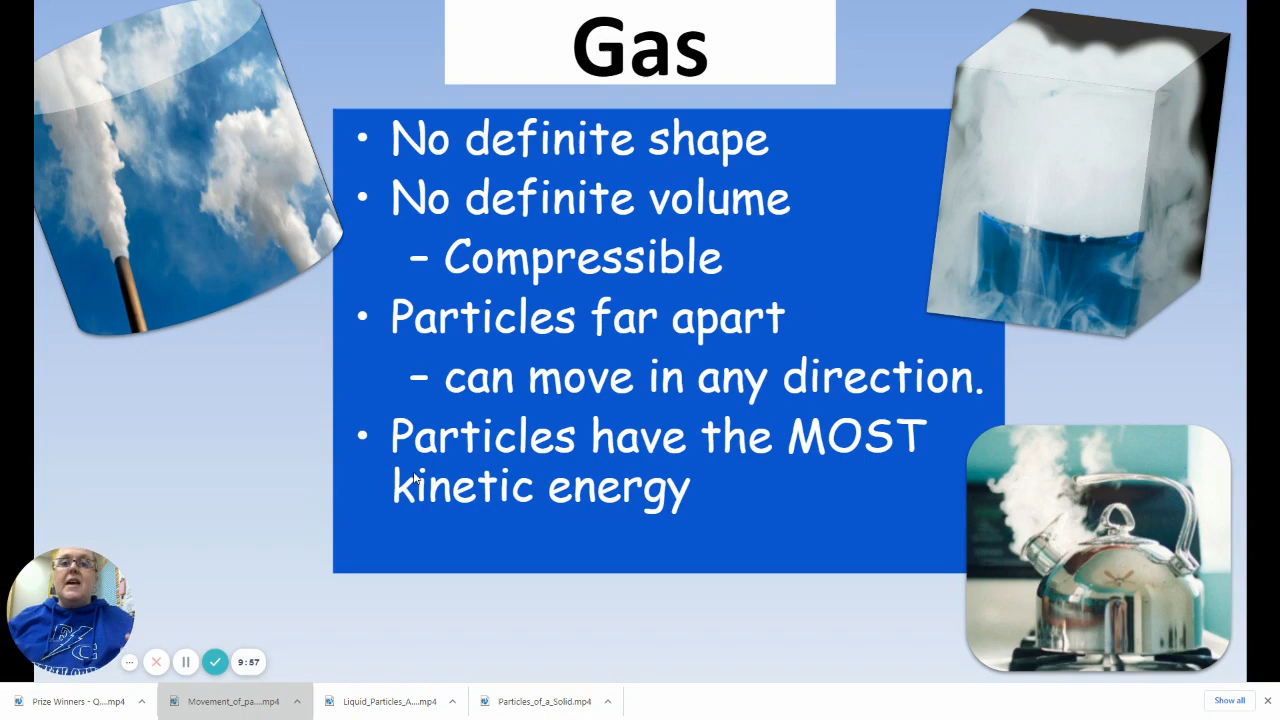 Gas
• No definite shape
• No definite volume
– Compressible
• Particles far apart
– can move in any direction.
• Particles have the MOST
kinetic energy
9:57
Prize Winners - Q....mp4
Movement_of_pa....mp4
Liquid_Particles_A....mp4
Particles_of_a_Solid.mp4
Show all